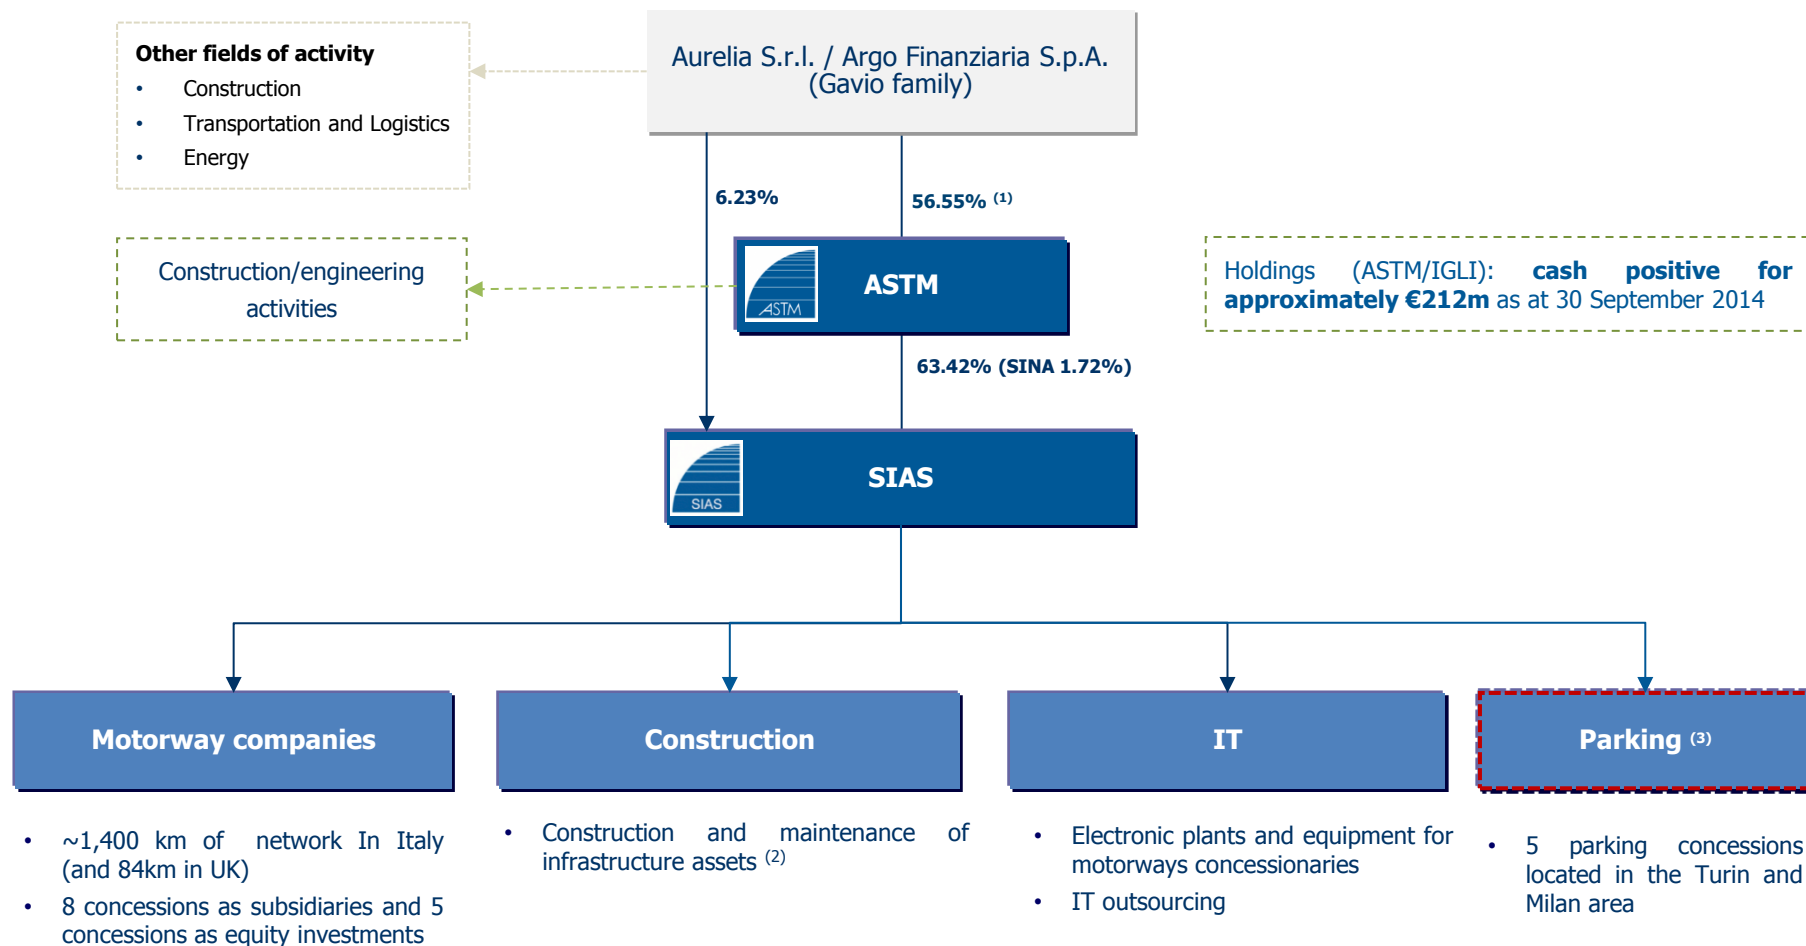 Other fields of activity
• Construction
• Transportation and Logistics
• Energy
Aurelia S.r.l. / Argo Finanziaria S.p.A.
(Gavio family)
6.23%
56.55% (1)
Construction/engineering
activities
ASTM
ASTM
Holdings (ASTM/IGLI): cash positive for
approximately €212m as at 30 September 2014
63.42% (SINA 1.72%)
SIAS
SIAS
Motorway companies
Construction
IT
Parking (3)
• ~1,400 km of network In Italy
(and 84km in UK)
• 8 concessions as subsidiaries and 5
concessions as equity investments
• Construction and maintenance of
infrastructure assets (2)
• Electronic plants and equipment for
motorways concessionaries
• IT outsourcing
• 5 parking concessions
located in the Turin and
Milan area